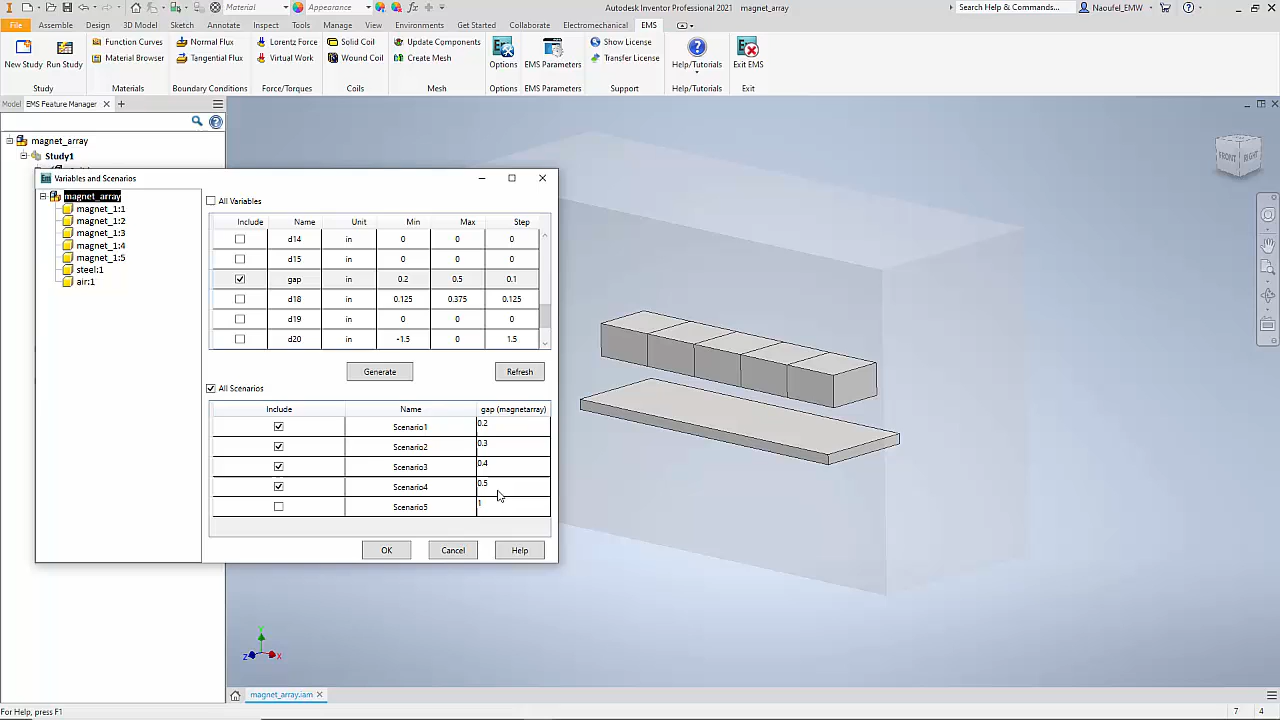 Material
Appearance
Autodesk Inventor Professional 2021 magnet_array
Search Help & Commands...
Naoufel_EMW
File Assemble Design 3D Model Sketch Annotate Inspect Tools Manage View Environments Get Started Collaborate Electromechanical EMS
New Study
Run Study
Study
Function Curves
Material Browser
Materials
Normal Flux
Tangential Flux
Boundary Conditions
Lorentz Force
Virtual Work
Force/Torques
Solid Coil
Wound Coil
Coils
Update Components
Create Mesh
Mesh
Options
Options
EMS Parameters
EMS Parameters
Show License
Transfer License
Support
Help/Tutorials
Help/Tutorials
Exit EMS
Exit
Model EMS Feature Manager
magnet_array
Study1
Variables and Scenarios
magnet_array
magnet_1:1
magnet_1:2
magnet_1:3
magnet_1:4
magnet_1:5
steel:1
air:1
All Variables
Include Name Unit Min Max Step
d14 in 0 0 0
d15 in 0 0 0
gap in 0.2 0.5 0.1
d18 in 0.125 0.375 0.125
d19 in 0 0 0
d20 in -1.5 0 1.5
Generate Refresh
All Scenarios
Include Name gap (magnetarray)
Scenario1 0.2
Scenario2 0.3
Scenario3 0.4
Scenario4 0.5
Scenario5 1
OK Cancel Help
FRONT RIGHT
Y
Z X
magnet_array.iam
For Help, press F1
7 4